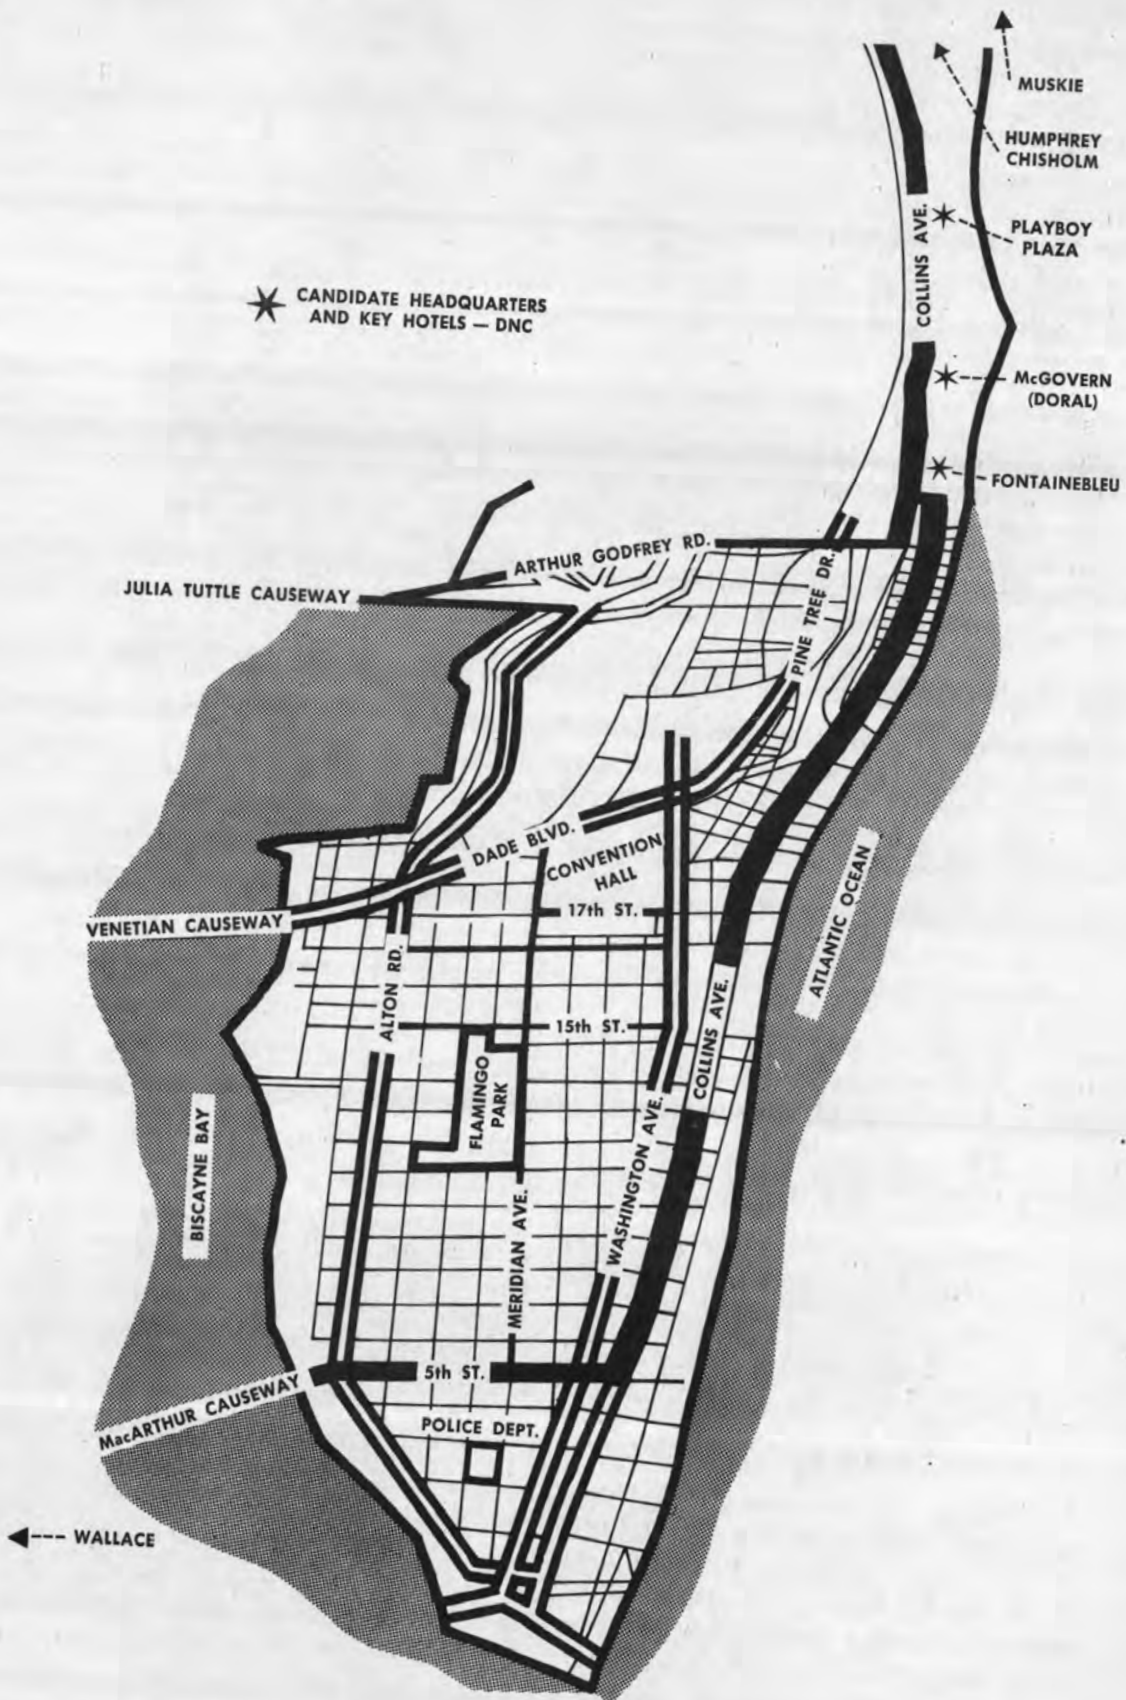 MUSKIE
HUMPHREY
CHISHOLM
COLLINS AVE.
PLAYBOY
PLAZA
CANDIDATE HEADQUARTERS
AND KEY HOTELS — DNC
McGOVERN
(DORAL)
FONTAINEBLEU
ARTHUR GODFREY RD.
JULIA TUTTLE CAUSEWAY
PINE TREE DR.
DADE BLVD.
CONVENTION
HALL
17th ST.
VENETIAN CAUSEWAY
ATLANTIC OCEAN
ALTON RD.
15th ST.
COLLINS AVE.
FLAMINGO
PARK
WASHINGTON AVE.
BISCAYNE BAY
MERIDIAN AVE.
5th ST.
MacARTHUR CAUSEWAY
POLICE DEPT.
WALLACE